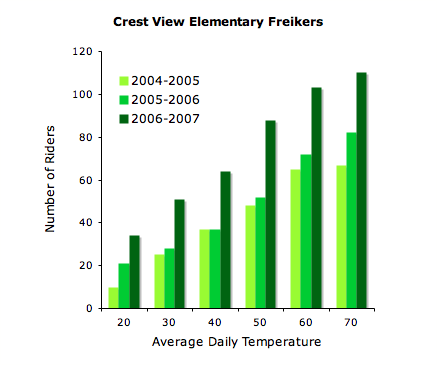 Crest View Elementary Freikers
120
100
80
60
40
20
0
2004-2005
2005-2006
2006-2007
Number of Riders
20 30 40 50 60 70
Average Daily Temperature